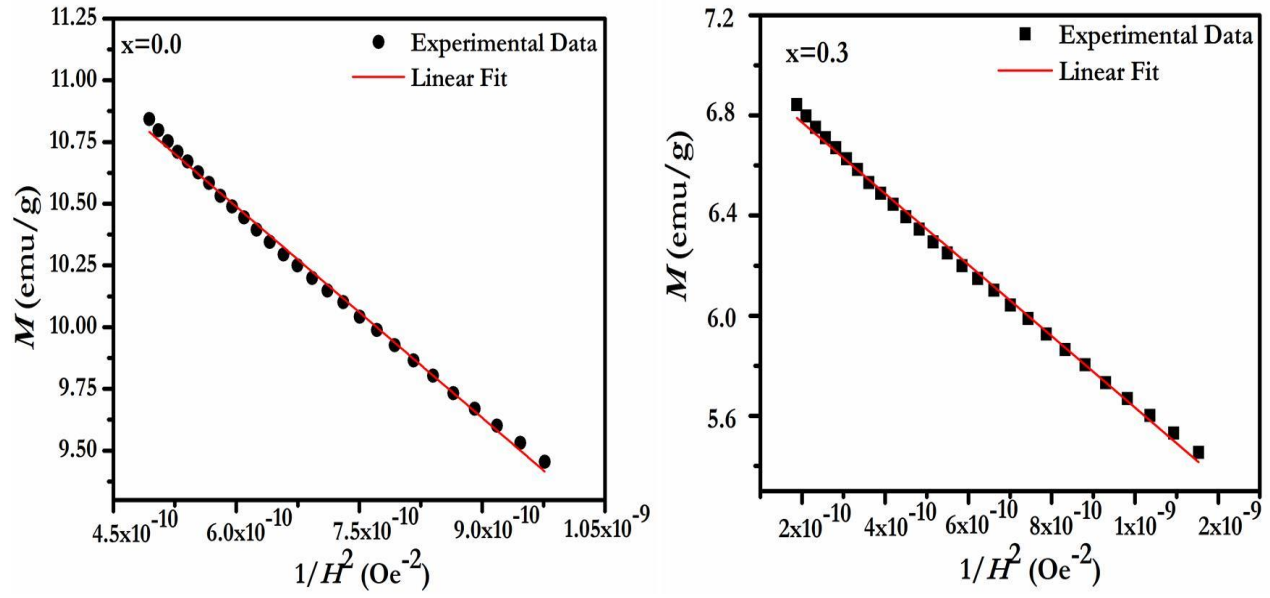 x=0.0
Experimental Data
Linear Fit
11.25
11.00
10.75
10.50
10.25
10.00
9.75
9.50
M (emu/g)
4.5x10⁻¹⁰ 6.0x10⁻¹⁰ 7.5x10⁻¹⁰ 9.0x10⁻¹⁰ 1.05x10⁻⁹
1/H² (Oe⁻²)
x=0.3
Experimental Data
Linear Fit
7.2
6.8
6.4
6.0
5.6
M (emu/g)
2x10⁻¹⁰ 4x10⁻¹⁰ 6x10⁻¹⁰ 8x10⁻¹⁰ 1x10⁻⁹ 2x10⁻⁹
1/H² (Oe⁻²)